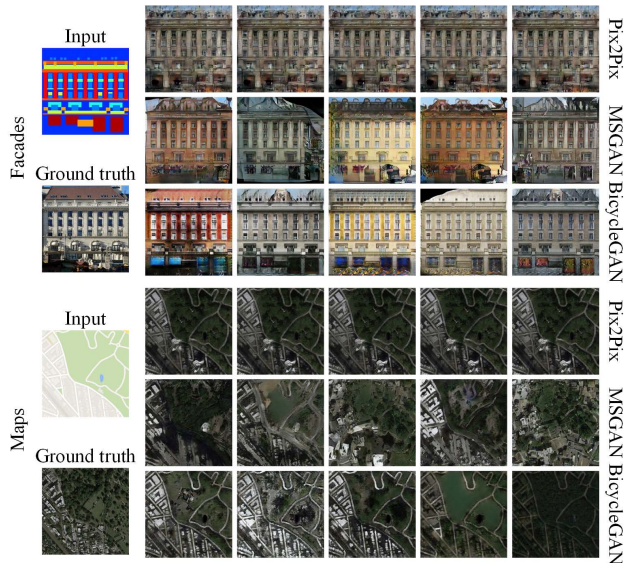 Facades
Input
Ground truth
Pix2Pix
MSGAN
BicycleGAN
Maps
Input
Ground truth
Pix2Pix
MSGAN
BicycleGAN